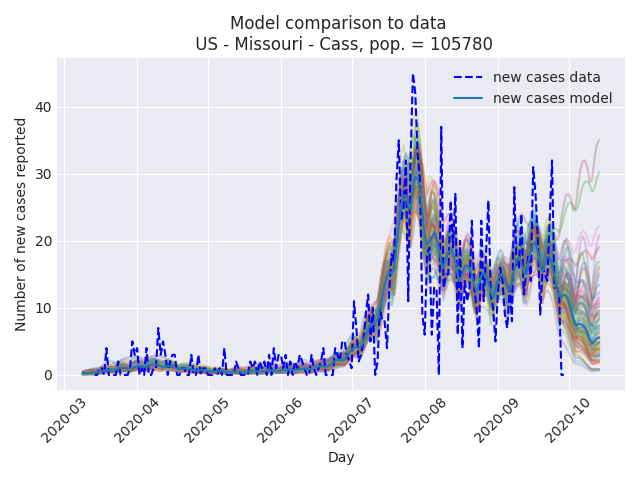 Model comparison to data
US - Missouri - Cass, pop. = 105780
new cases data
new cases model
Number of new cases reported
40
30
20
10
0
2020-03
2020-04
2020-05
2020-06
2020-07
2020-08
2020-09
2020-10
Day